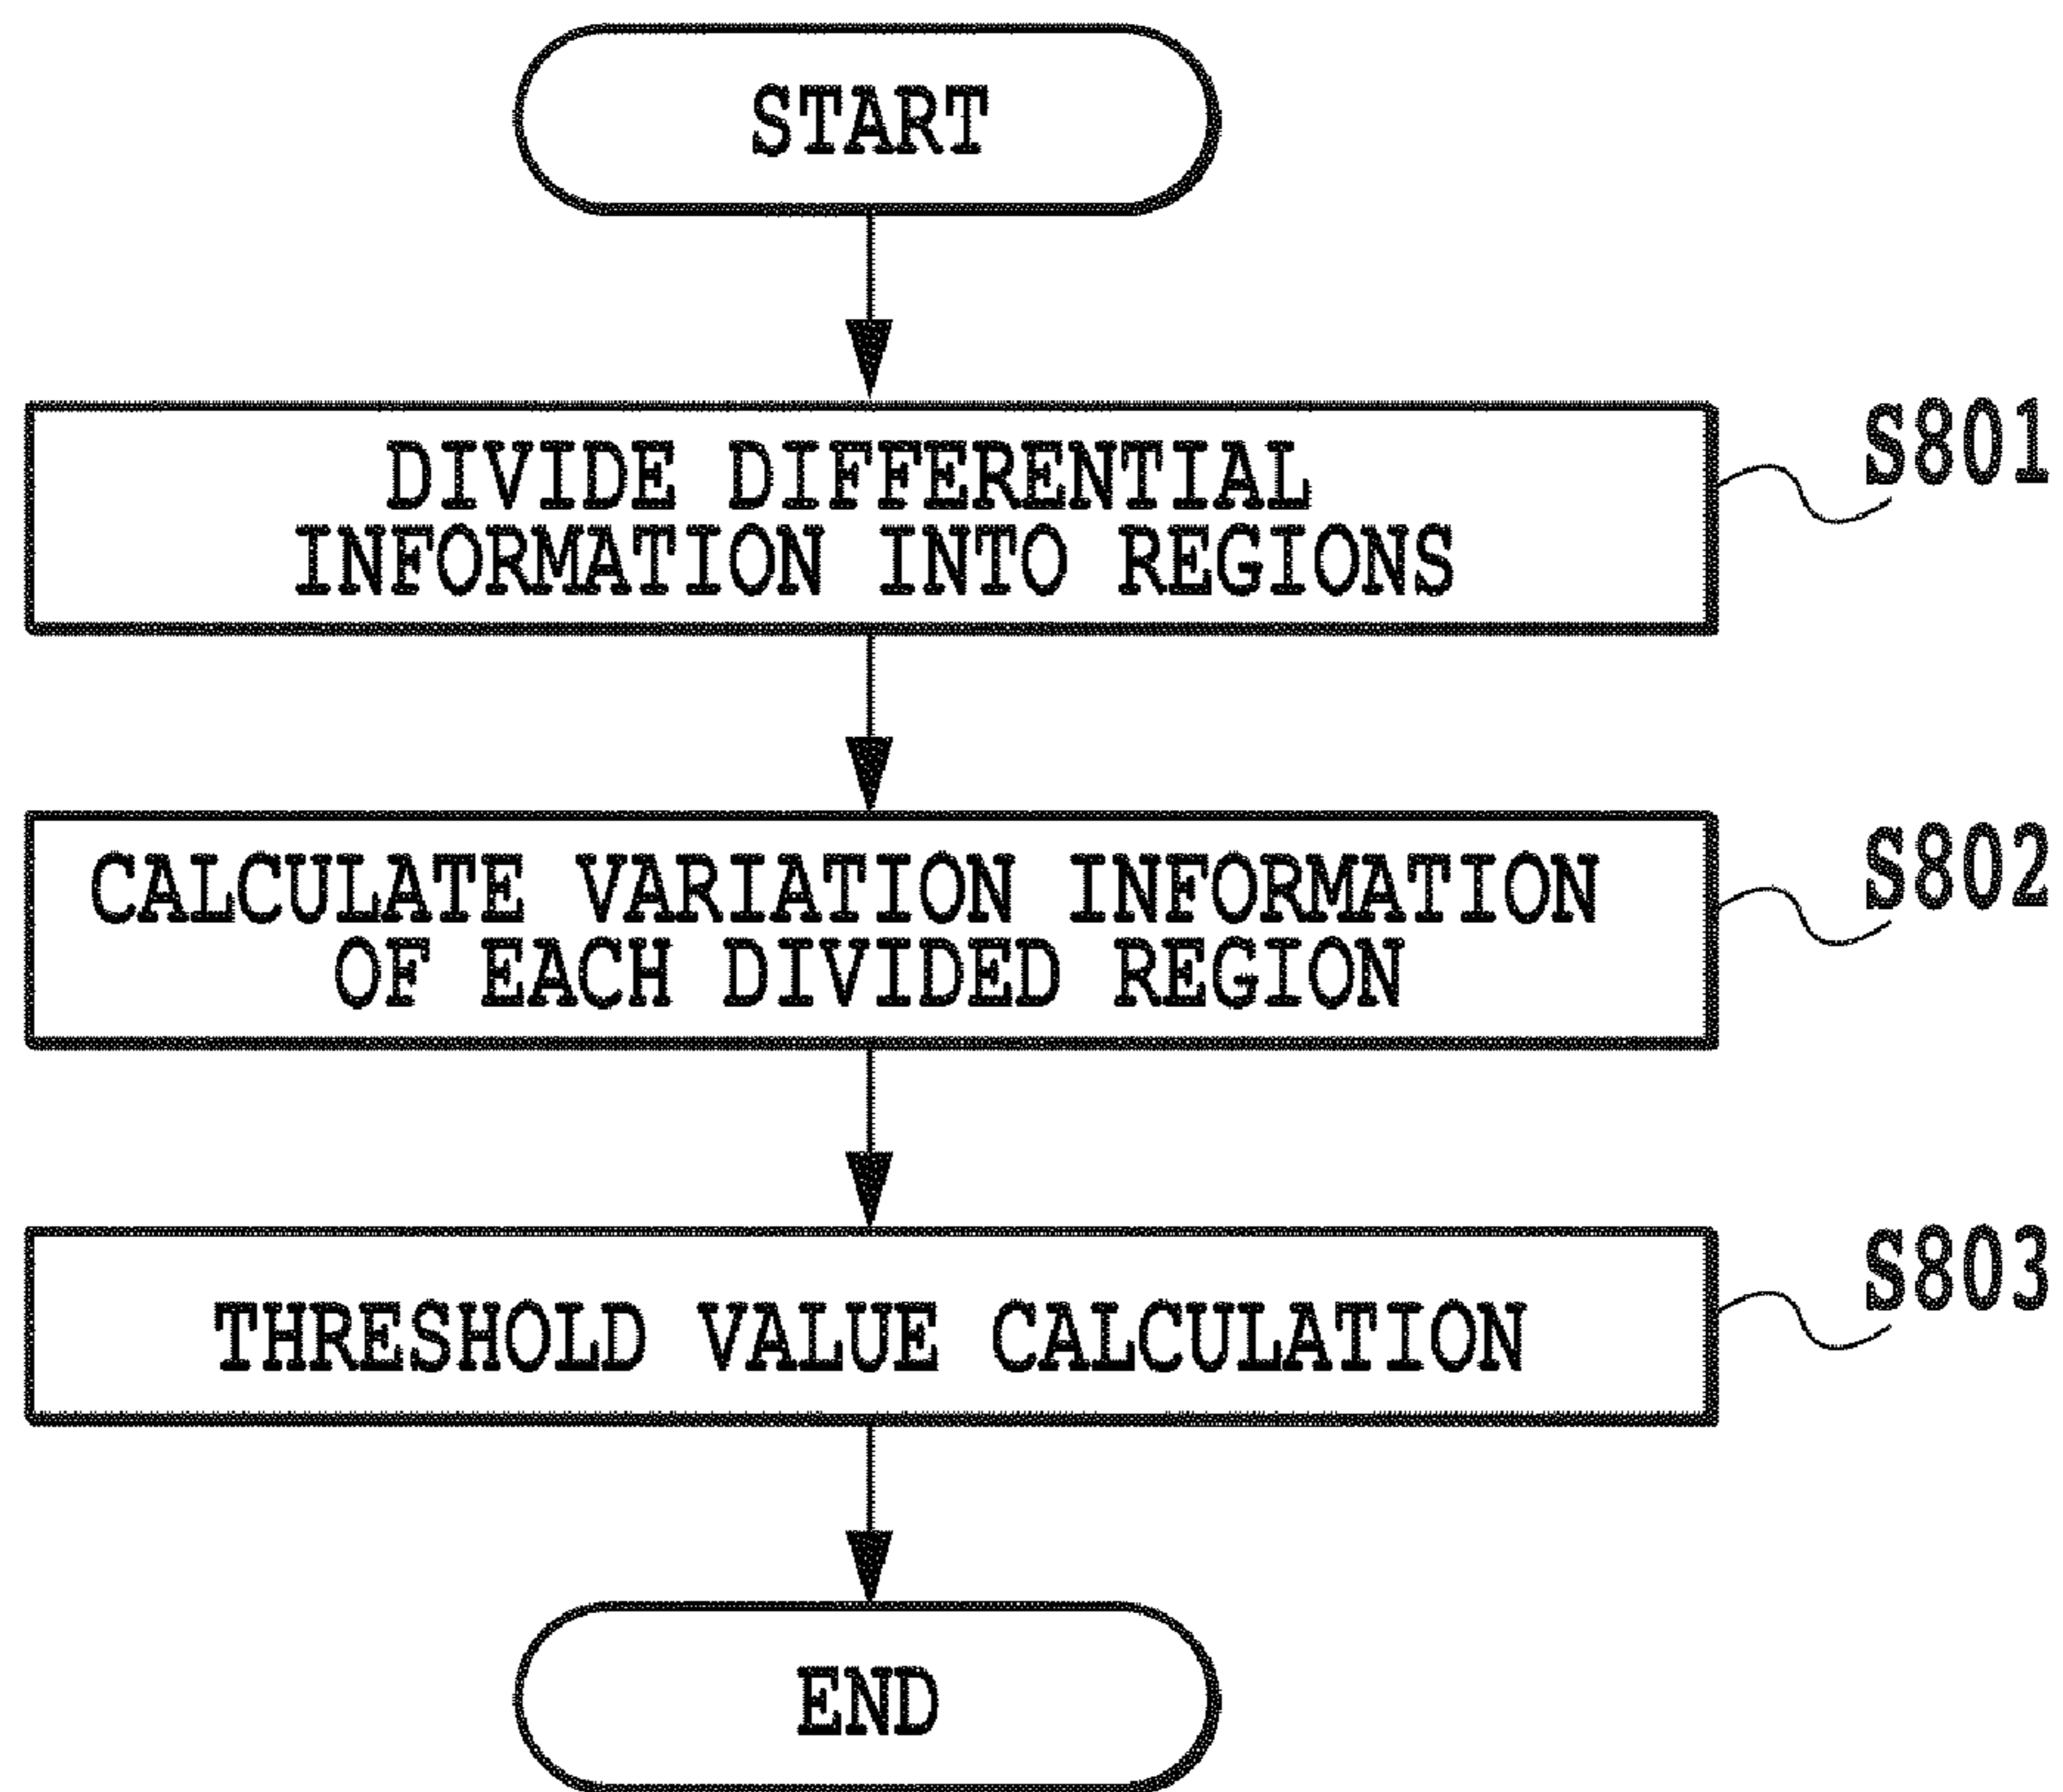 START
DIVIDE DIFFERENTIAL
INFORMATION INTO REGIONS
S801
CALCULATE VARIATION INFORMATION
OF EACH DIVIDED REGION
S802
THRESHOLD VALUE CALCULATION
S803
END